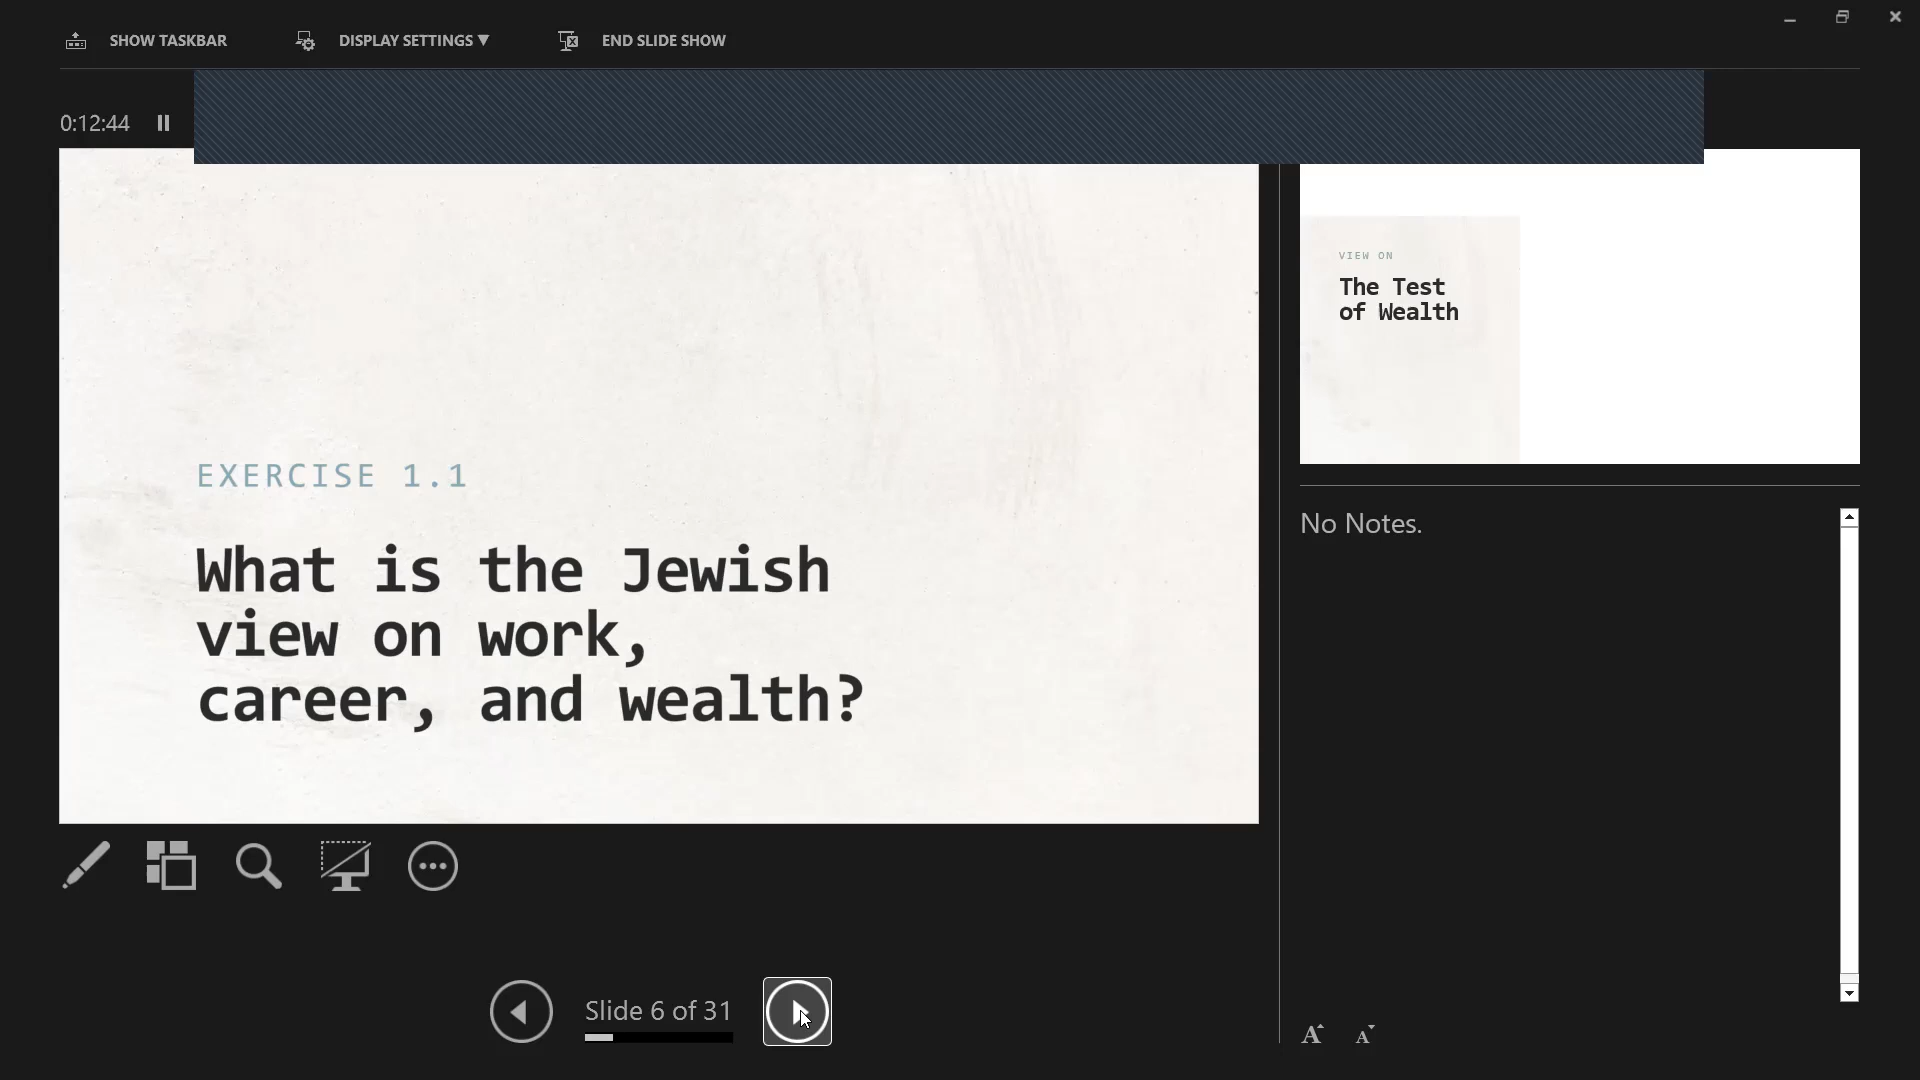 SHOW TASKBAR
DISPLAY SETTINGS ▼
END SLIDE SHOW
0:12:44
EXERCISE 1.1
What is the Jewish
view on work,
career, and wealth?
VIEW ON
The Test
of Wealth
No Notes.
Slide 6 of 31
A A